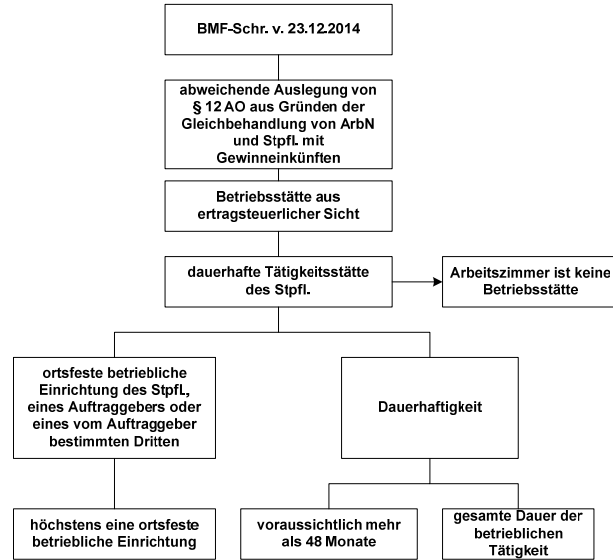 BMF-Schr. v. 23.12.2014
abweichende Auslegung von
§ 12 AO aus Gründen der
Gleichbehandlung von ArbN
und Stpfl. mit
Gewinneinkünften
Betriebsstätte aus
ertragsteuerlicher Sicht
dauerhafte Tätigkeitsstätte
des Stpfl.
Arbeitszimmer ist keine
Betriebsstätte
ortsfeste betriebliche
Einrichtung des Stpfl.,
eines Auftraggebers oder
eines vom Auftraggeber
bestimmten Dritten
Dauerhaftigkeit
höchstens eine ortsfeste
betriebliche Einrichtung
voraussichtlich mehr
als 48 Monate
gesamte Dauer der
betrieblichen
Tätigkeit